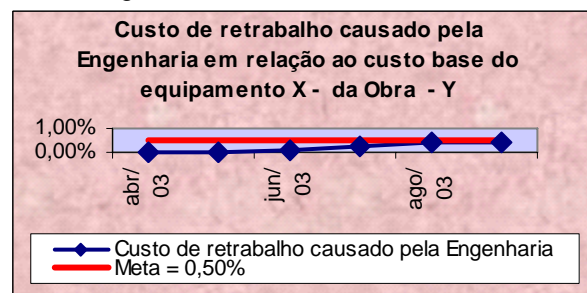 Custo de retrabalho causado pela
Engenharia em relação ao custo base do
equipamento X - da Obra - Y
1,00%
0,00%
abr/
03
jun/
03
ago/
03
Custo de retrabalho causado pela Engenharia
Meta = 0,50%